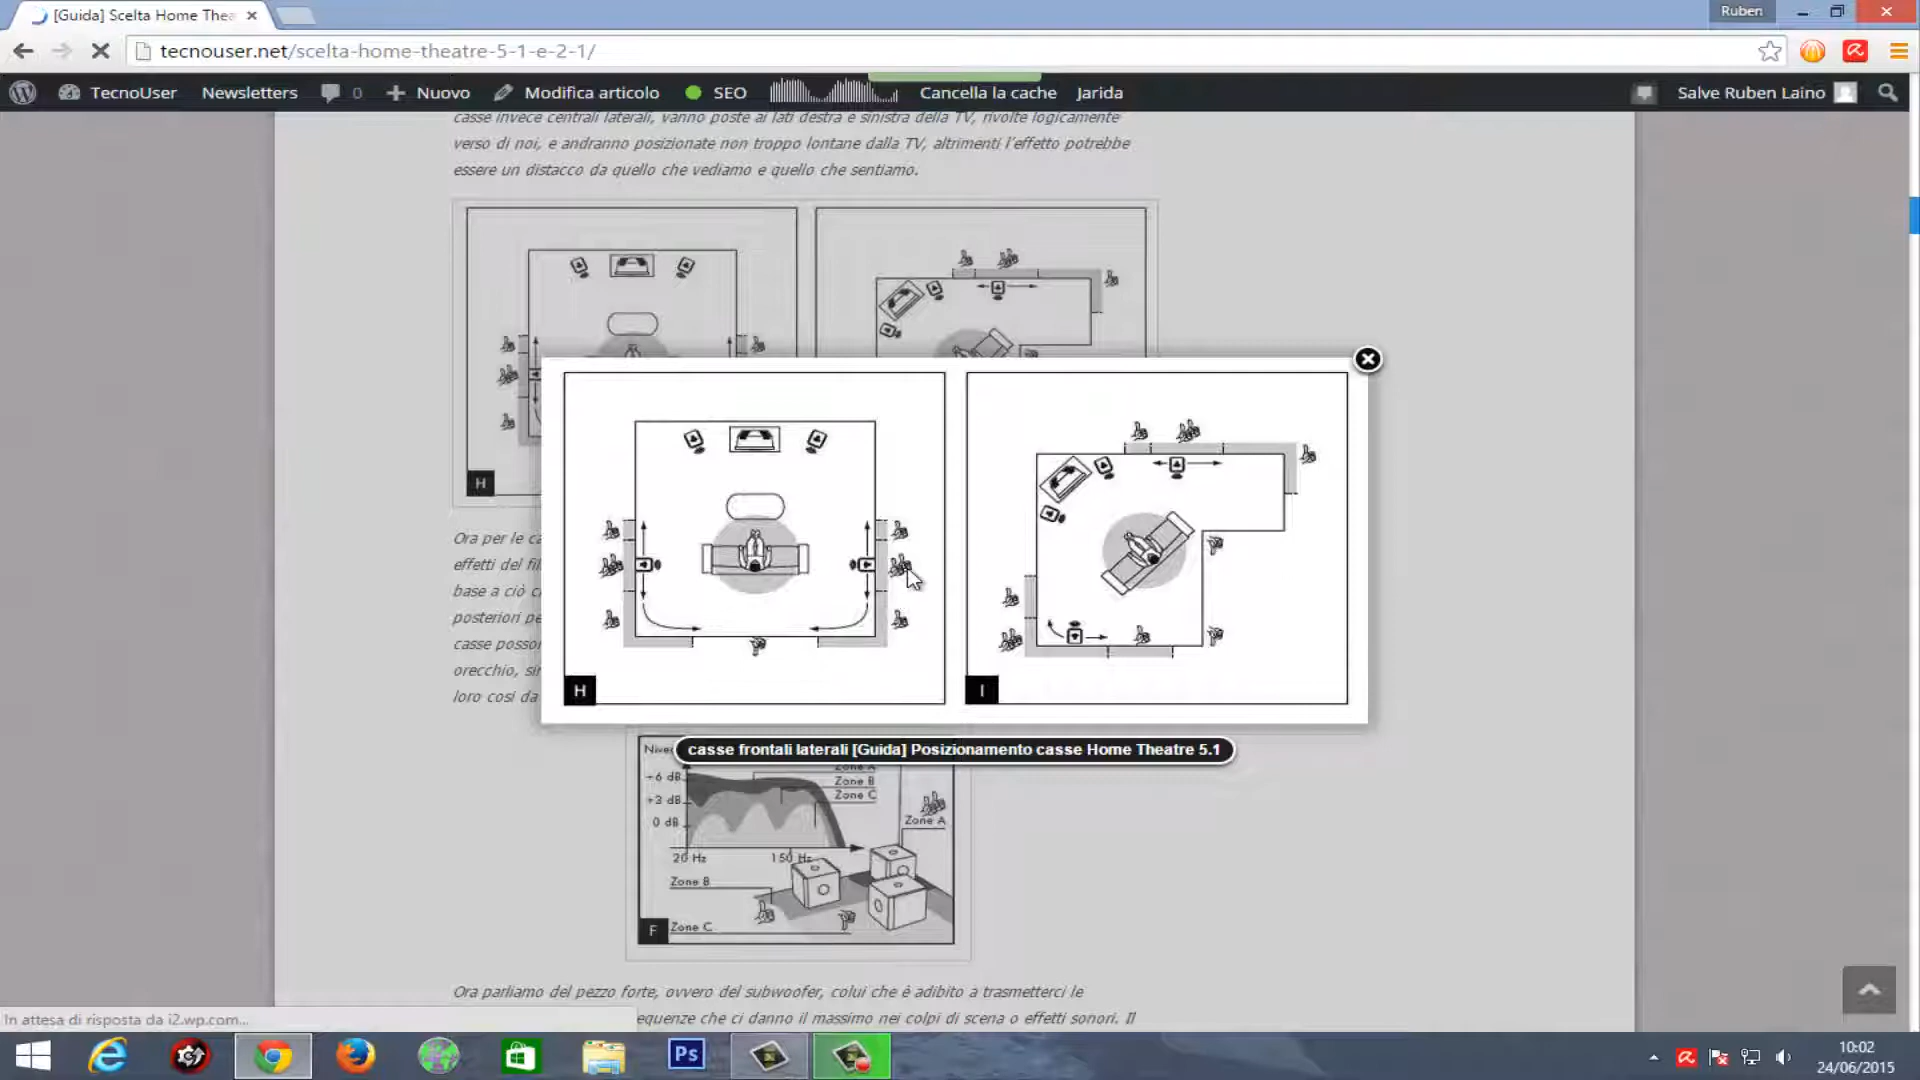 [Guida] Scelta Home Thea
Ruben
tecnouser.net/scelta-home-theatre-5-1-e-2-1/
TecnoUser
Newsletters
0
Nuovo
Modifica articolo
SEO
Cancella la cache
Jarida
Salve Ruben Laino
casse invece centrali laterali, vanno poste ai lati destra e sinistra della TV, rivolte logicamente
verso di noi, e andranno posizionate non troppo lontane dalla TV, altrimenti l'effetto potrebbe
essere un distacco da quello che vediamo e quello che sentiamo.
H
H
I
Ora per le ca
effetti del fil
base a ciò c
posteriori pe
casse posso
orecchio, si
loro cosi da
casse frontali laterali [Guida] Posizionamento casse Home Theatre 5.1
Nive
+6 dB
+3 dB
0 dB
Zone A
Zone B
Zone C
Zone A
20 Hz
150 Hz
Zone B
F
Zone C
Ora parliamo del pezzo forte, ovvero del subwoofer, colui che è adibito a trasmetterci le
equenze che ci danno il massimo nei colpi di scena o effetti sonori. Il
In attesa di risposta da i2.wp.com...
Ps
10:02
24/06/2015